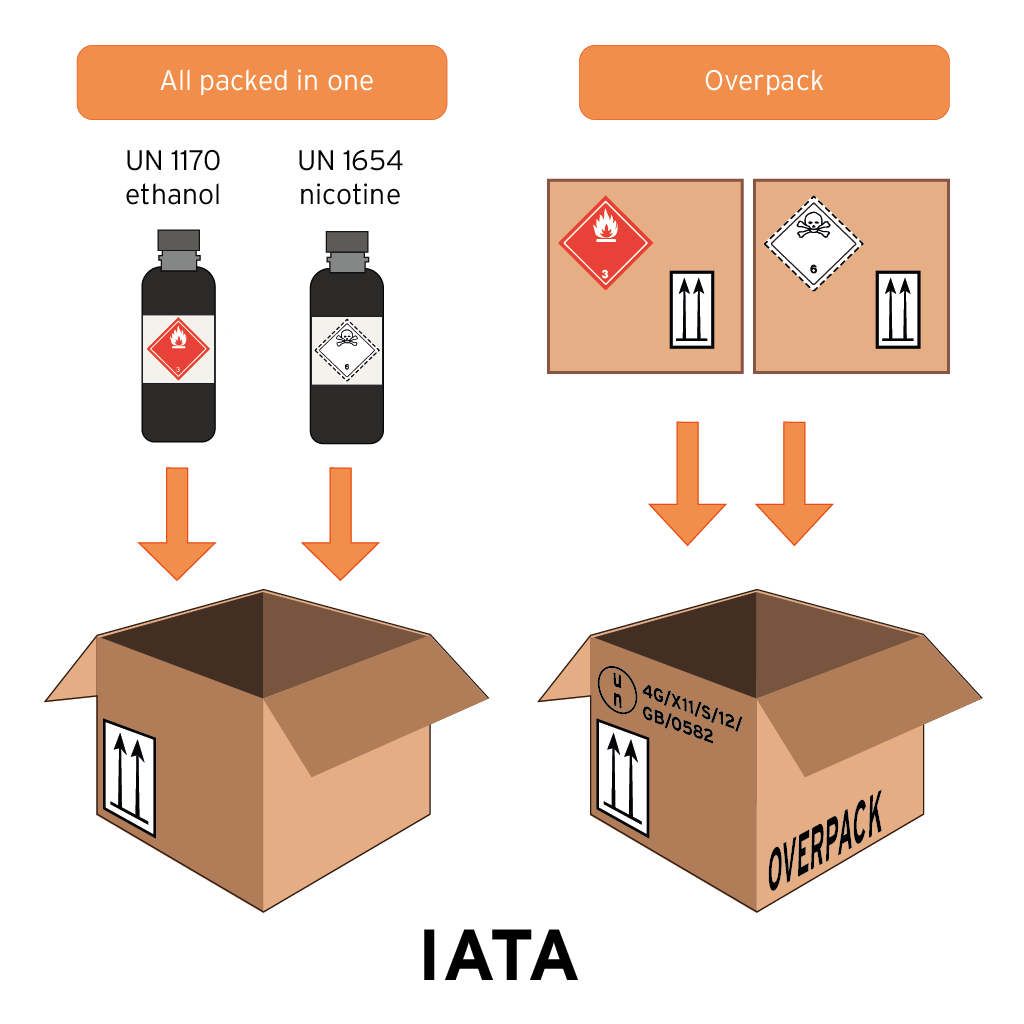 All packed in one
Overpack
UN 1170
ethanol
UN 1654
nicotine
3
6
3
6
un
4G/X11/S/12/
GB/0582
OVERPACK
IATA